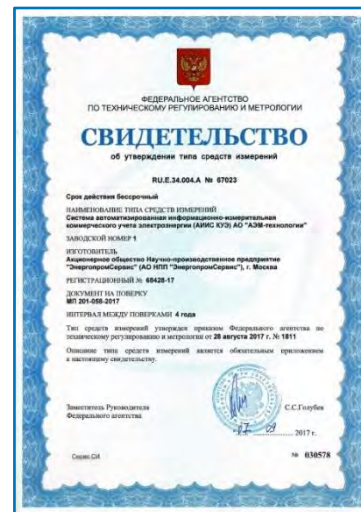 ФЕДЕРАЛЬНОЕ АГЕНТСТВО
ПО ТЕХНИЧЕСКОМУ РЕГУЛИРОВАНИЮ И МЕТРОЛОГИИ
СВИДЕТЕЛЬСТВО
об утверждении типа средств измерений
RU.E.34.004.A № 67023
Срок действия бессрочный
НАИМЕНОВАНИЕ ТИПА СРЕДСТВ ИЗМЕРЕНИЙ
Система автоматизированная информационно-измерительная
коммерческого учета электроэнергии (АИИС КУЭ) АО "АЭМ-технологии"
ЗАВОДСКОЙ НОМЕР 1
ИЗГОТОВИТЕЛЬ
Акционерное общество Научно-производственное предприятие
"ЭнергопромСервис" (АО НПП "ЭнергопромСервис"), г. Москва
РЕГИСТРАЦИОННЫЙ № 68428-17
ДОКУМЕНТ НА ПОВЕРКУ
МП 201-058-2017
ИНТЕРВАЛ МЕЖДУ ПОВЕРКАМИ 4 года
Тип средств измерений утвержден приказом Федерального агентства по
техническому регулированию и метрологии от 28 августа 2017 г. № 1811
Описание типа средств измерений является обязательным приложением
к настоящему свидетельству.
Заместитель Руководителя
Федерального агентства
С.С.Голубев
07 09 2017 г.
Серия СИ
№ 030578